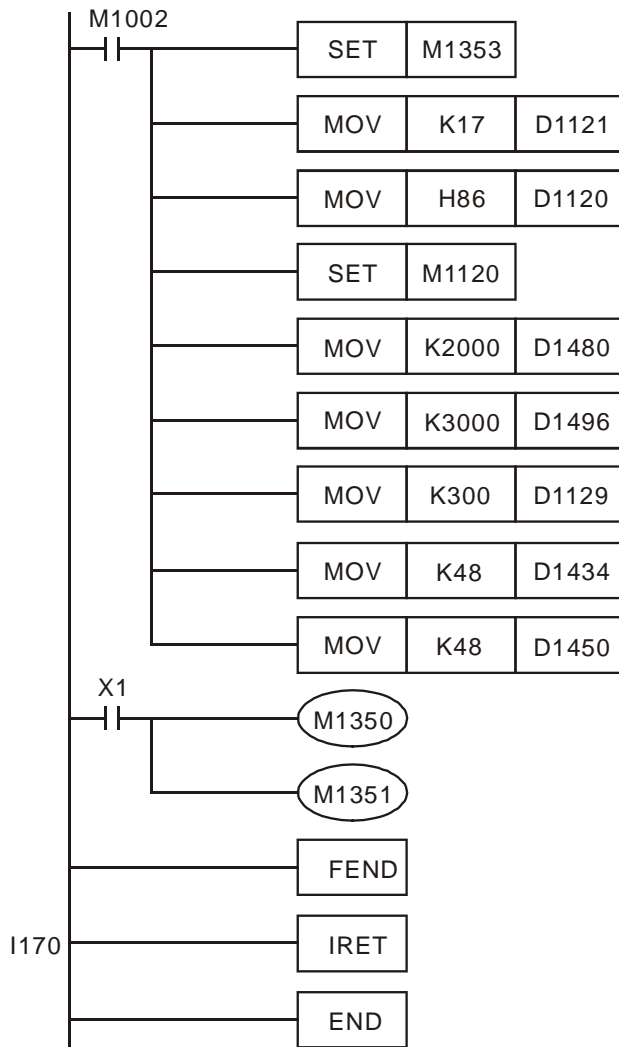 M1002
SET M1353
MOV K17 D1121
MOV H86 D1120
SET M1120
MOV K2000 D1480
MOV K3000 D1496
MOV K300 D1129
MOV K48 D1434
MOV K48 D1450
X1
M1350
M1351
FEND
I170 IRET
END